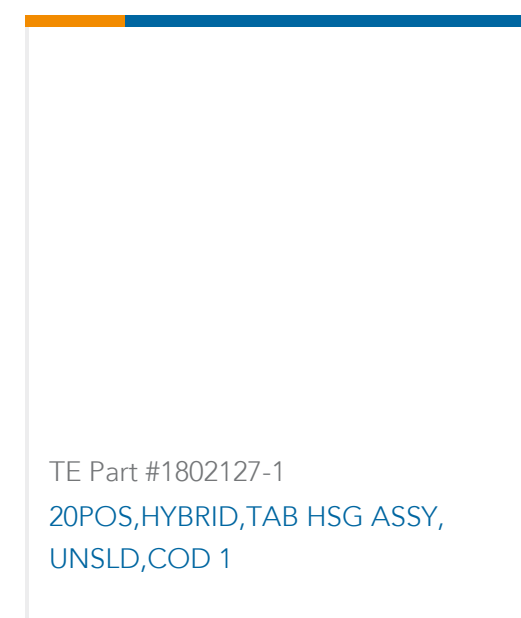 TE Part #1802127-1
20POS,HYBRID,TAB HSG ASSY,
UNSLD,COD 1